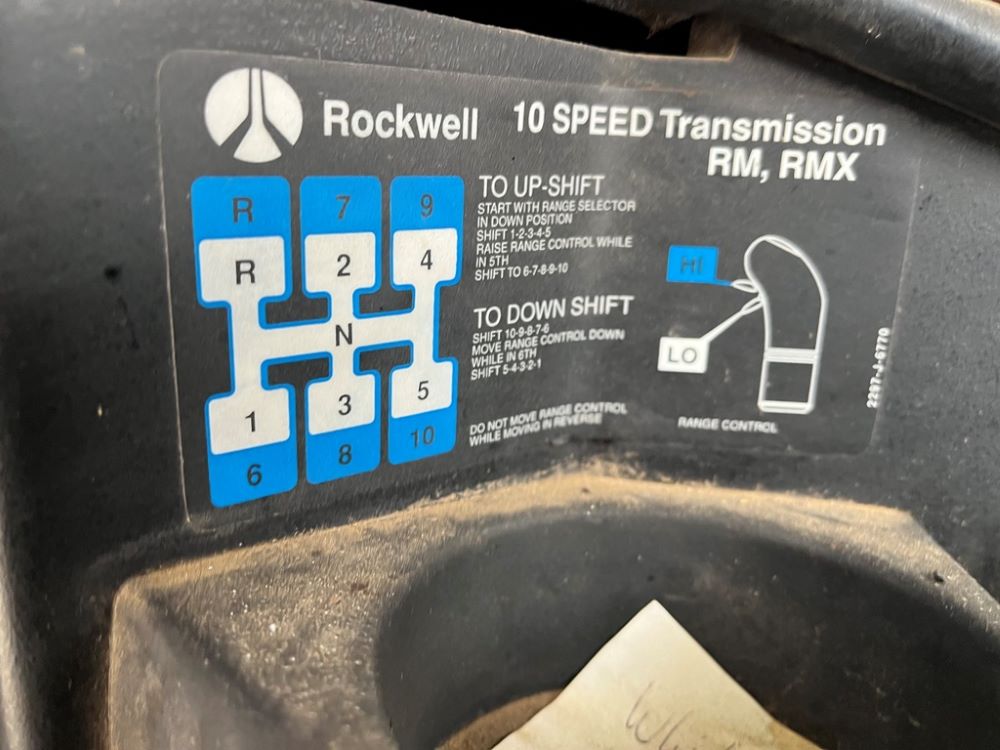 Rockwell
10 SPEED Transmission
RM, RMX
R 7 9
R 2 4
N
1 3 5
6 8 10
TO UP-SHIFT
START WITH RANGE SELECTOR
IN DOWN POSITION
SHIFT 1-2-3-4-5
RAISE RANGE CONTROL WHILE
IN 5TH
SHIFT TO 6-7-8-9-10
TO DOWN SHIFT
SHIFT 10-9-8-7-6
MOVE RANGE CONTROL DOWN
WHILE IN 6TH
SHIFT 5-4-3-2-1
DO NOT MOVE RANGE CONTROL
WHILE MOVING IN REVERSE
HI
LO
RANGE CONTROL
2297-J-6770